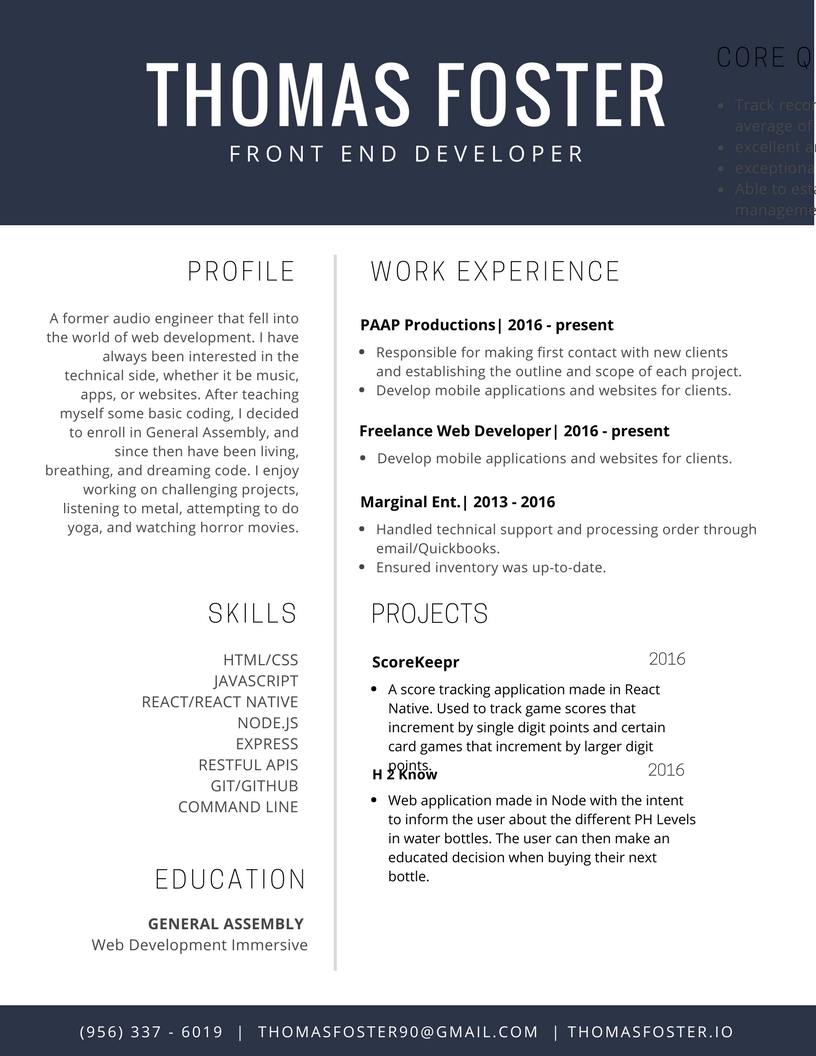 THOMAS FOSTER
FRONT END DEVELOPER
CORE
• Track
average of
• excellent
•
• Able to
PROFILE
A former audio engineer that fell into
the world of web development. I have
always been interested in the
technical side, whether it be music,
apps, or websites. After teaching
myself some basic coding, I decided
to enroll in General Assembly, and
since then have been living,
breathing, and dreaming code. I enjoy
working on challenging projects,
listening to metal, attempting to do
yoga, and watching horror movies.
SKILLS
HTML/CSS
JAVASCRIPT
REACT/REACT NATIVE
NODE.JS
EXPRESS
RESTFUL APIS
GIT/GITHUB
COMMAND LINE
EDUCATION
GENERAL ASSEMBLY
Web Development Immersive
WORK EXPERIENCE
PAAP Productions| 2016 - present
• Responsible for making first contact with new clients
and establishing the outline and scope of each project.
• Develop mobile applications and websites for clients.
Freelance Web Developer| 2016 - present
• Develop mobile applications and websites for clients.
Marginal Ent.| 2013 - 2016
• Handled technical support and processing order through
email/Quickbooks.
• Ensured inventory was up-to-date.
PROJECTS
ScoreKeepr 2016
• A score tracking application made in React
Native. Used to track game scores that
increment by single digit points and certain
card games that increment by larger digit
points.
H 2 Know 2016
• Web application made in Node with the intent
to inform the user about the different PH Levels
in water bottles. The user can then make an
educated decision when buying their next
bottle.
(956) 337 - 6019 | THOMASFOSTER90@GMAIL.COM | THOMASFOSTER.IO